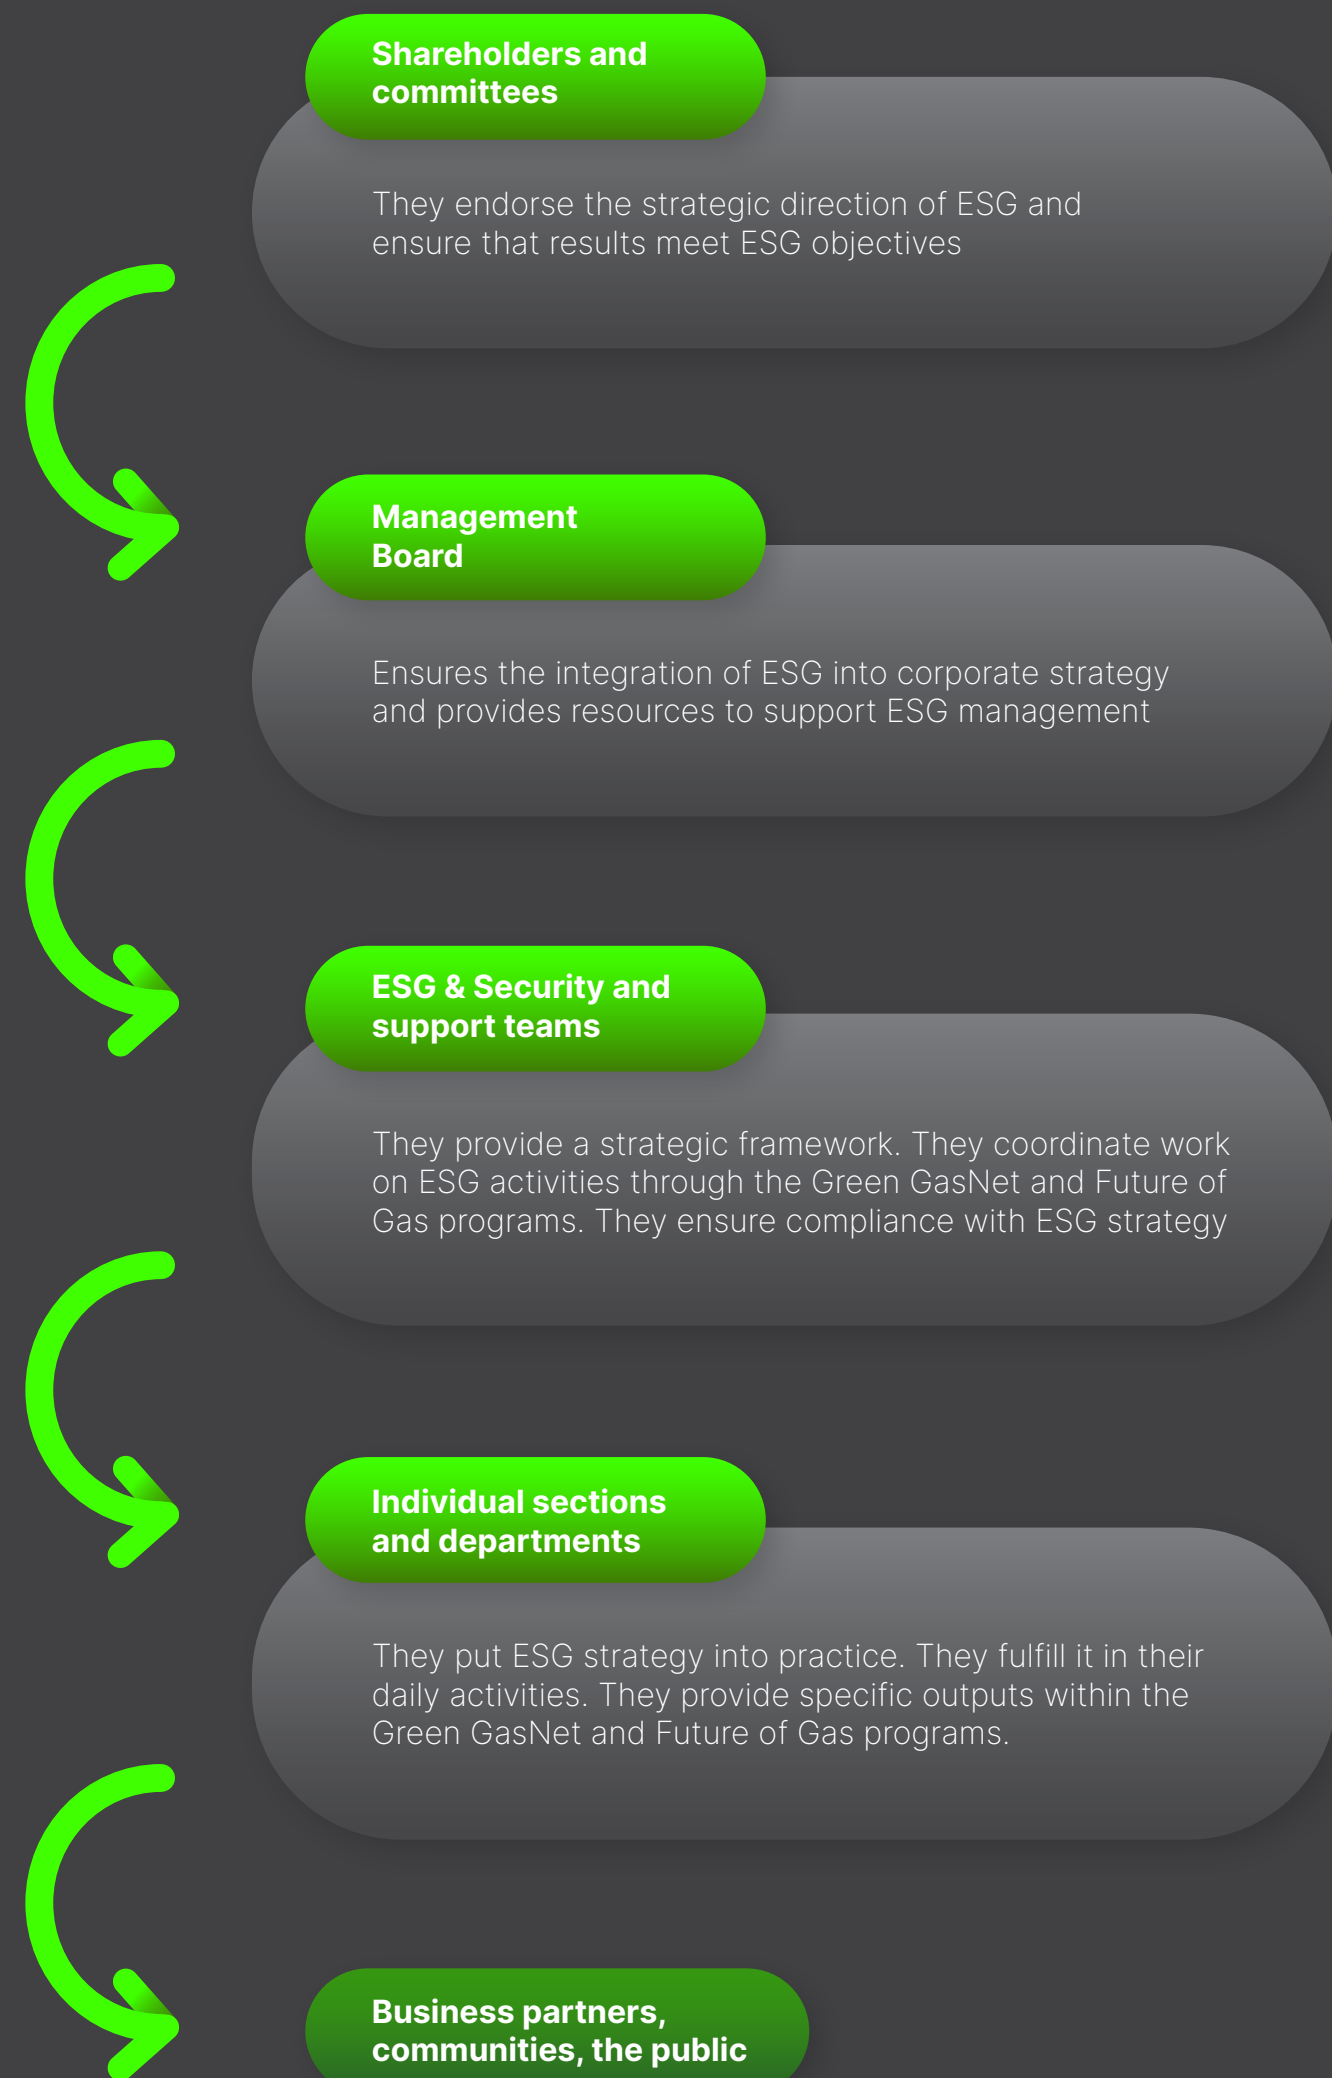 Shareholders and
committees
They endorse the strategic direction of ESG and
ensure that results meet ESG objectives
Management
Board
Ensures the integration of ESG into corporate strategy
and provides resources to support ESG management
ESG & Security and
support teams
They provide a strategic framework. They coordinate work
on ESG activities through the Green GasNet and Future of
Gas programs. They ensure compliance with ESG strategy
Individual sections
and departments
They put ESG strategy into practice. They fulfill it in their
daily activities. They provide specific outputs within the
Green GasNet and Future of Gas programs.
Business partners,
communities, the public